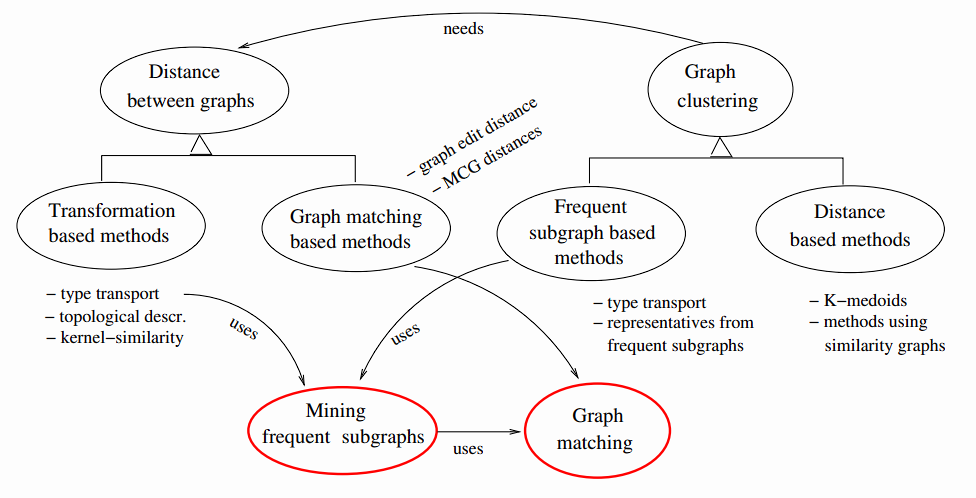 needs
Distance
between graphs
Graph
clustering
− graph edit distance
− MCG distances
Transformation
based methods
Graph matching
based methods
Frequent
subgraph based
methods
Distance
based methods
− type transport
− topological descr.
− kernel−similarity
uses
uses
− type transport
− representatives from
frequent subgraphs
− K−medoids
− methods using
similarity graphs
Mining
frequent subgraphs
uses
Graph
matching